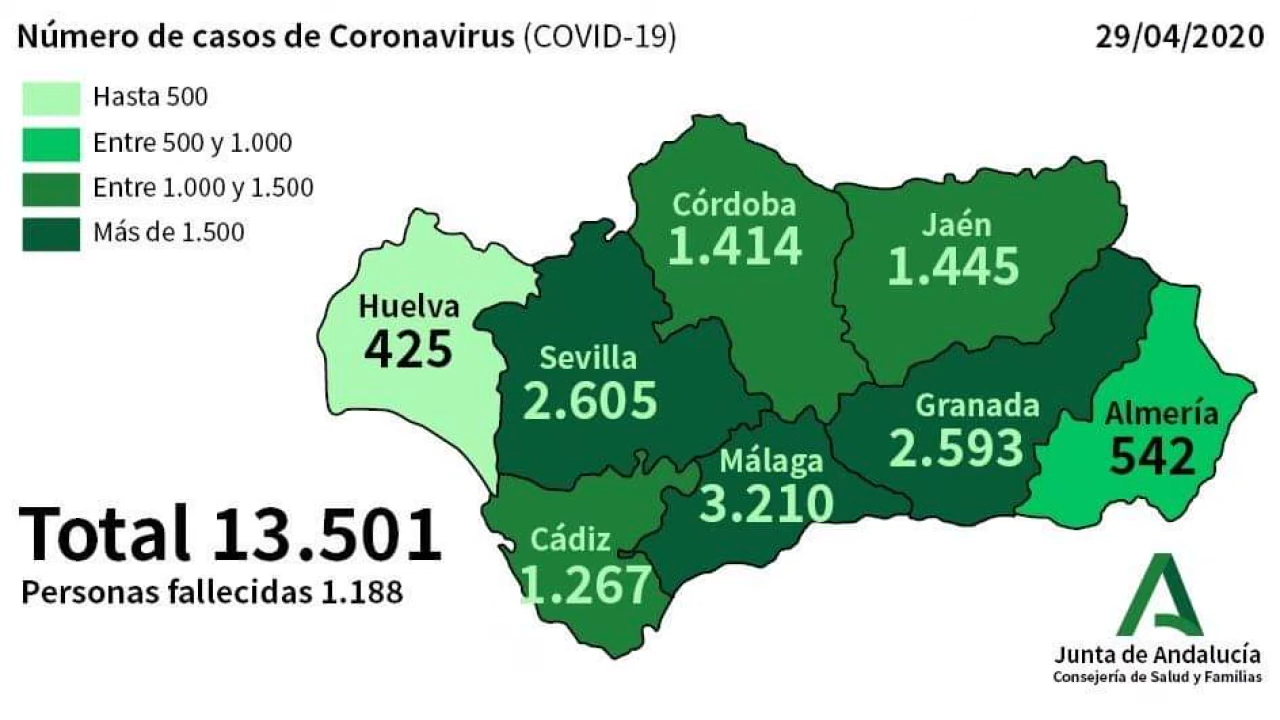 Número de casos de Coronavirus (COVID-19)
29/04/2020
Hasta 500
Entre 500 y 1.000
Entre 1.000 y 1.500
Más de 1.500
Córdoba
1.414
Jaén
1.445
Huelva
425
Sevilla
2.605
Granada
2.593
Almería
542
Málaga
3.210
Cádiz
1.267
Total 13.501
Personas fallecidas 1.188
Junta de Andalucía
Consejería de Salud y Familias